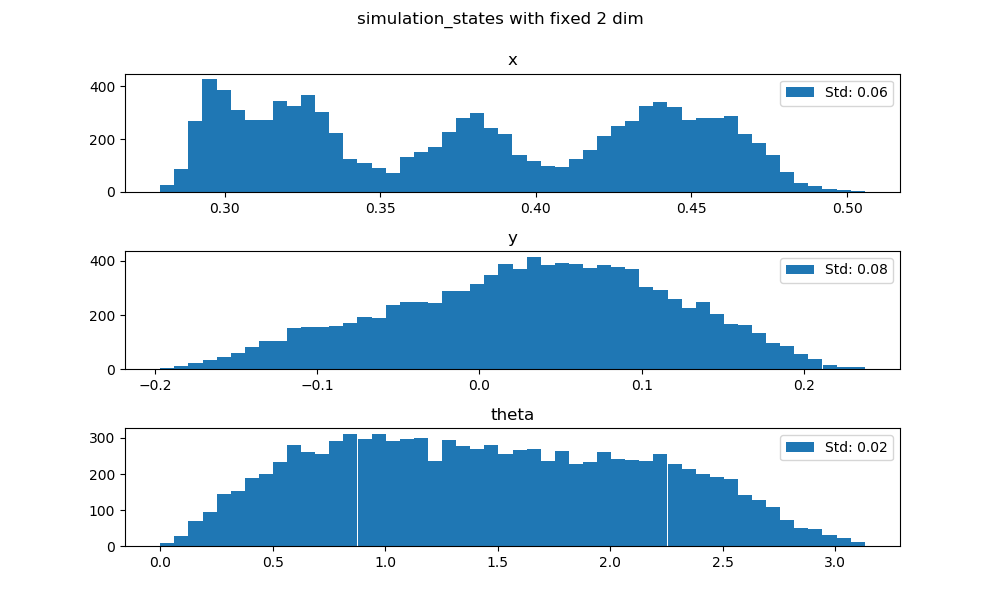 simulation_states with fixed 2 dim
x
400
200
0
Std: 0.06
0.30 0.35 0.40 0.45 0.50
y
400
200
0
Std: 0.08
−0.2 −0.1 0.0 0.1 0.2
theta
300
200
100
0
Std: 0.02
0.0 0.5 1.0 1.5 2.0 2.5 3.0